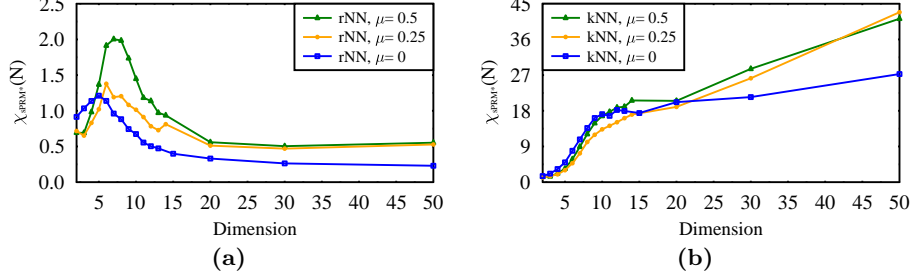 2.5
2.0
1.5
1.0
0.5
0.0
χsPRM*(N)
rNN, μ= 0.5
rNN, μ= 0.25
rNN, μ= 0
5 10 15 20 25 30 35 40 45 50
Dimension
(a)
45
36
27
18
9
0
χsPRM*(N)
kNN, μ= 0.5
kNN, μ= 0.25
kNN, μ= 0
5 10 15 20 25 30 35 40 45 50
Dimension
(b)